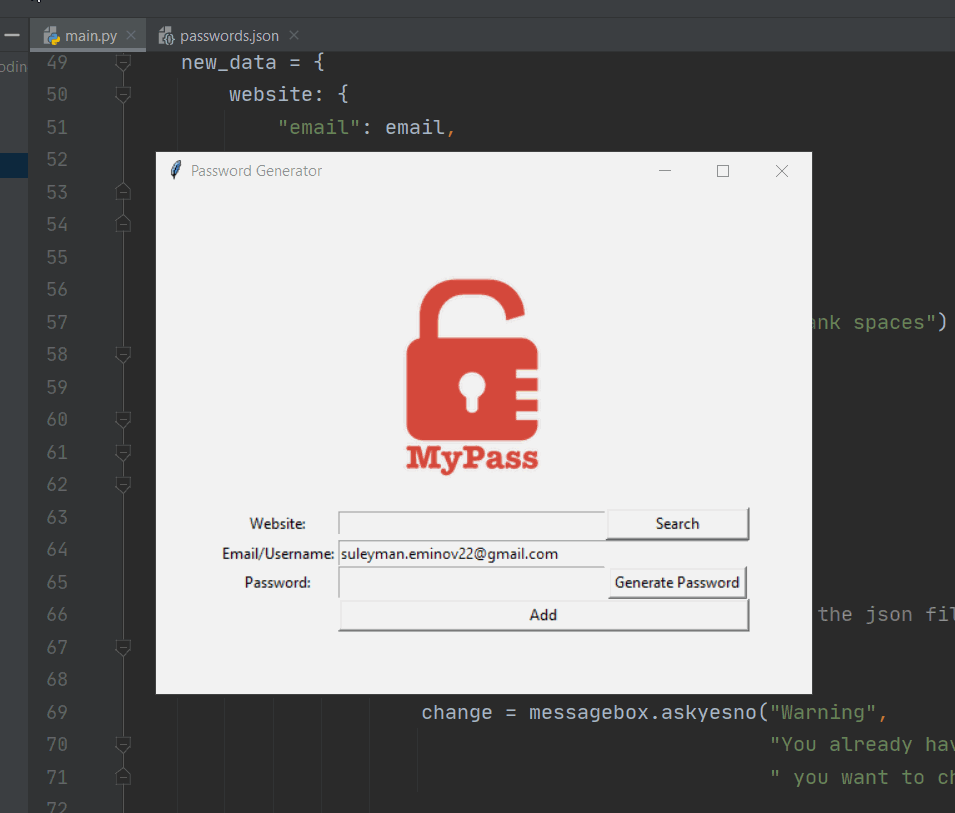 main.py
passwords.json
odin
49 new_data = {
50 website: {
51 "email": email,
52
53
54
55
56
57 ank spaces")
58
59
60
61
62
63
64
65
66 the json fil
67
68
69 change = messagebox.askyesno("Warning",
70 "You already hav
71 " you want to ch
72
Password Generator
MyPass
Website:
Search
Email/Username: suleyman.eminov22@gmail.com
Password:
Generate Password
Add